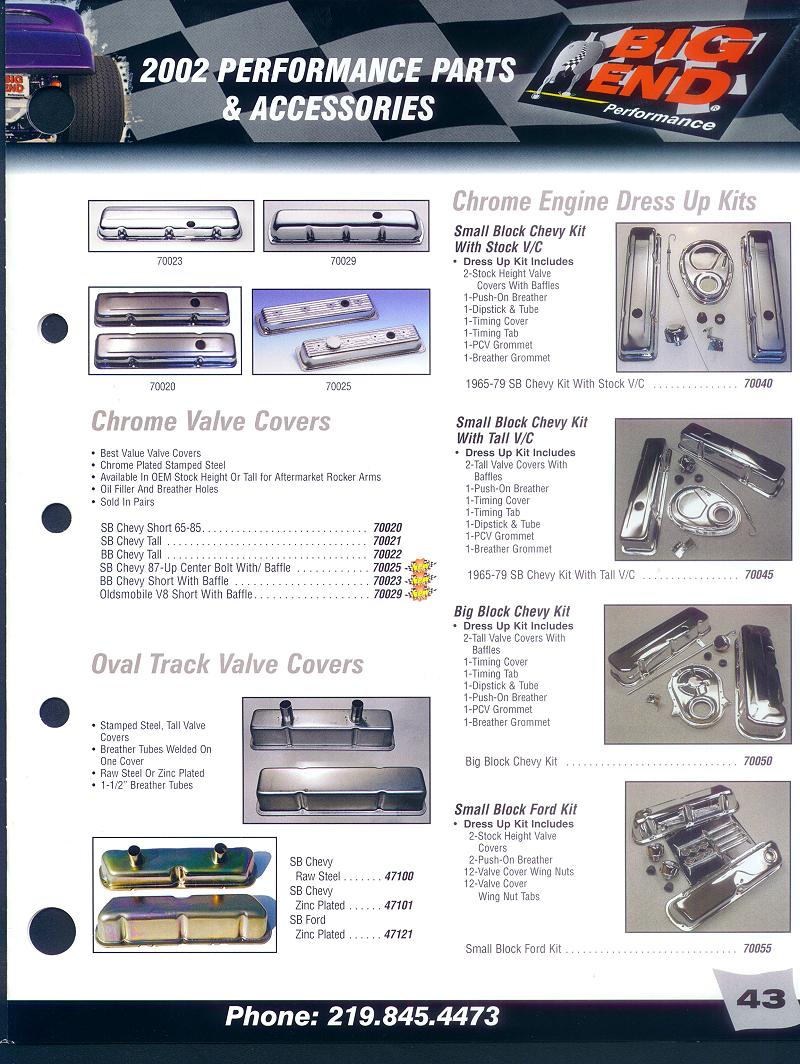 2002 PERFORMANCE PARTS
& ACCESSORIES
BIG
END
Performance
BIG
END
®
Performance
70023
70029
70020
70025
Chrome Valve Covers
• Best Value Valve Covers
• Chrome Plated Stamped Steel
• Available In OEM Stock Height Or Tall for Aftermarket Rocker Arms
• Oil Filler And Breather Holes
• Sold In Pairs
SB Chevy Short 65-85. . . . . . . . . . . . . . . . . . . . . . . . . . . . 70020
SB Chevy Tall . . . . . . . . . . . . . . . . . . . . . . . . . . . . . . . . . . 70021
BB Chevy Tall . . . . . . . . . . . . . . . . . . . . . . . . . . . . . . . . . . 70022
SB Chevy 87-Up Center Bolt With/ Baffle . . . . . . . . . . . . 70025
BB Chevy Short With Baffle . . . . . . . . . . . . . . . . . . . . . . . 70023
Oldsmobile V8 Short With Baffle. . . . . . . . . . . . . . . . . . . . 70029
Oval Track Valve Covers
• Stamped Steel, Tall Valve
Covers
• Breather Tubes Welded On
One Cover
• Raw Steel Or Zinc Plated
• 1-1/2" Breather Tubes
SB Chevy
Raw Steel . . . . . . . 47100
SB Chevy
Zinc Plated . . . . . . 47101
SB Ford
Zinc Plated . . . . . . 47121
Chrome Engine Dress Up Kits
Small Block Chevy Kit
With Stock V/C
• Dress Up Kit Includes
2-Stock Height Valve
Covers With Baffles
1-Push-On Breather
1-Dipstick & Tube
1-Timing Cover
1-Timing Tab
1-PCV Grommet
1-Breather Grommet
1965-79 SB Chevy Kit With Stock V/C . . . . . . . . . . . . . . . 70040
Small Block Chevy Kit
With Tall V/C
• Dress Up Kit Includes
2-Tall Valve Covers With
Baffles
1-Push-On Breather
1-Timing Cover
1-Timing Tab
1-Dipstick & Tube
1-PCV Grommet
1-Breather Grommet
1965-79 SB Chevy Kit With Tall V/C . . . . . . . . . . . . . . . . . 70045
Big Block Chevy Kit
• Dress Up Kit Includes
2-Tall Valve Covers With
Baffles
1-Timing Cover
1-Timing Tab
1-Dipstick & Tube
1-Push-On Breather
1-PCV Grommet
1-Breather Grommet
Big Block Chevy Kit . . . . . . . . . . . . . . . . . . . . . . . . . . . . . 70050
Small Block Ford Kit
• Dress Up Kit Includes
2-Stock Height Valve
Covers
2-Push-On Breather
12-Valve Cover Wing Nuts
12-Valve Cover
Wing Nut Tabs
Small Block Ford Kit . . . . . . . . . . . . . . . . . . . . . . . . . . . . . 70055
43
Phone: 219.845.4473